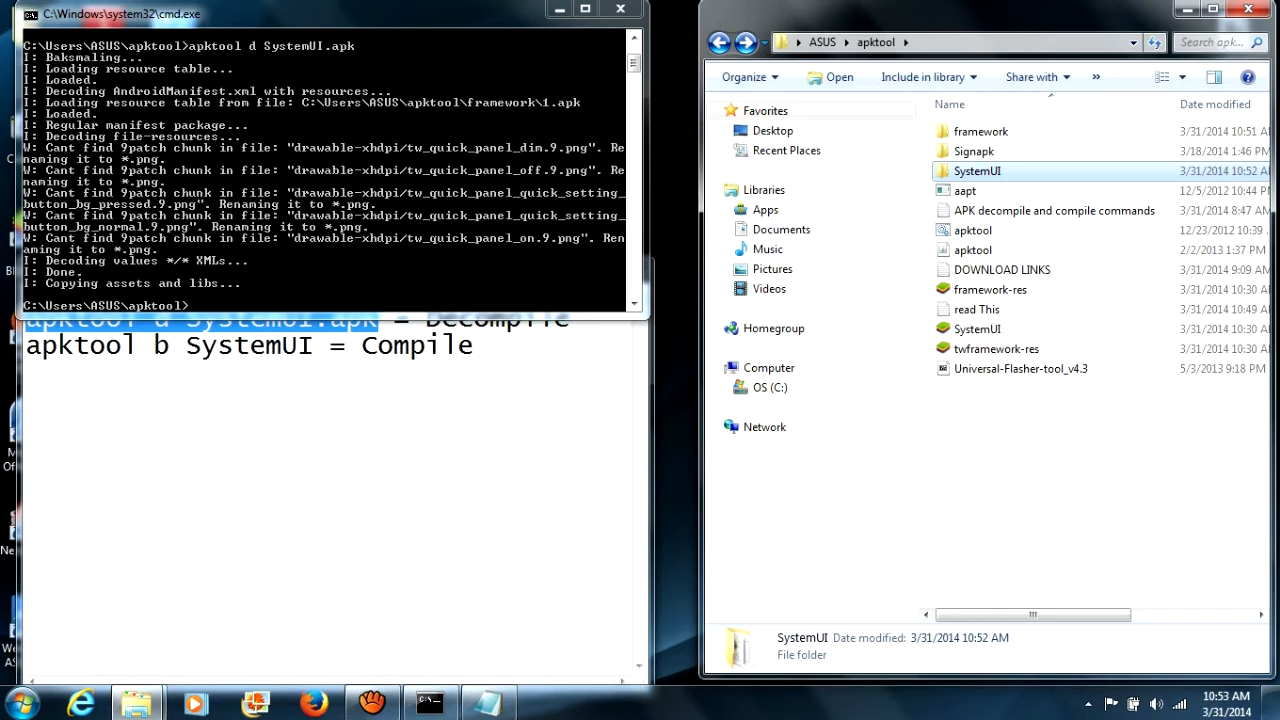 C:\Windows\system32\cmd.exe
C:\Users\ASUS\apktool>apktool d SystemUI.apk
I: Baksmaling...
I: Loading resource table...
I: Loaded.
I: Decoding AndroidManifest.xml with resources...
I: Loading resource table from file: C:\Users\ASUS\apktool\framework\1.apk
I: Loaded.
I: Regular manifest package...
I: Decoding file-resources...
W: Cant find 9patch chunk in file: "drawable-xhdpi/tw_quick_panel_dim.9.png". Re
naming it to *.png.
W: Cant find 9patch chunk in file: "drawable-xhdpi/tw_quick_panel_off.9.png". Re
naming it to *.png.
W: Cant find 9patch chunk in file: "drawable-xhdpi/tw_quick_panel_quick_setting_
button_bg_pressed.9.png". Renaming it to *.png.
W: Cant find 9patch chunk in file: "drawable-xhdpi/tw_quick_panel_quick_setting_
button_bg_normal.9.png". Renaming it to *.png.
W: Cant find 9patch chunk in file: "drawable-xhdpi/tw_quick_panel_on.9.png". Ren
aming it to *.png.
I: Decoding values */* XMLs...
I: Done.
I: Copying assets and libs...
C:\Users\ASUS\apktool>
apktool d SystemUI.apk = Decompile
apktool b SystemUI = Compile
ASUS apktool
Search apk...
Organize Open Include in library Share with »
Favorites
Desktop
Recent Places
Libraries
Apps
Documents
Music
Pictures
Videos
Homegroup
Computer
OS (C:)
Network
Name Date modified
framework 3/31/2014 10:51 A
Signapk 3/18/2014 1:46 PM
SystemUI 3/31/2014 10:52 A
aapt 12/5/2012 10:44 P
APK decompile and compile commands 3/31/2014 8:47 AM
apktool 12/23/2012 10:39
apktool 2/2/2013 1:37 PM
DOWNLOAD LINKS 3/31/2014 9:09 AM
framework-res 3/31/2014 10:30 A
read This 3/31/2014 10:49 A
SystemUI 3/31/2014 10:30 A
twframework-res 3/31/2014 10:30 A
Universal-Flasher-tool_v4.3 5/3/2013 9:18 PM
SystemUI Date modified: 3/31/2014 10:52 AM
File folder
10:53 AM
3/31/2014